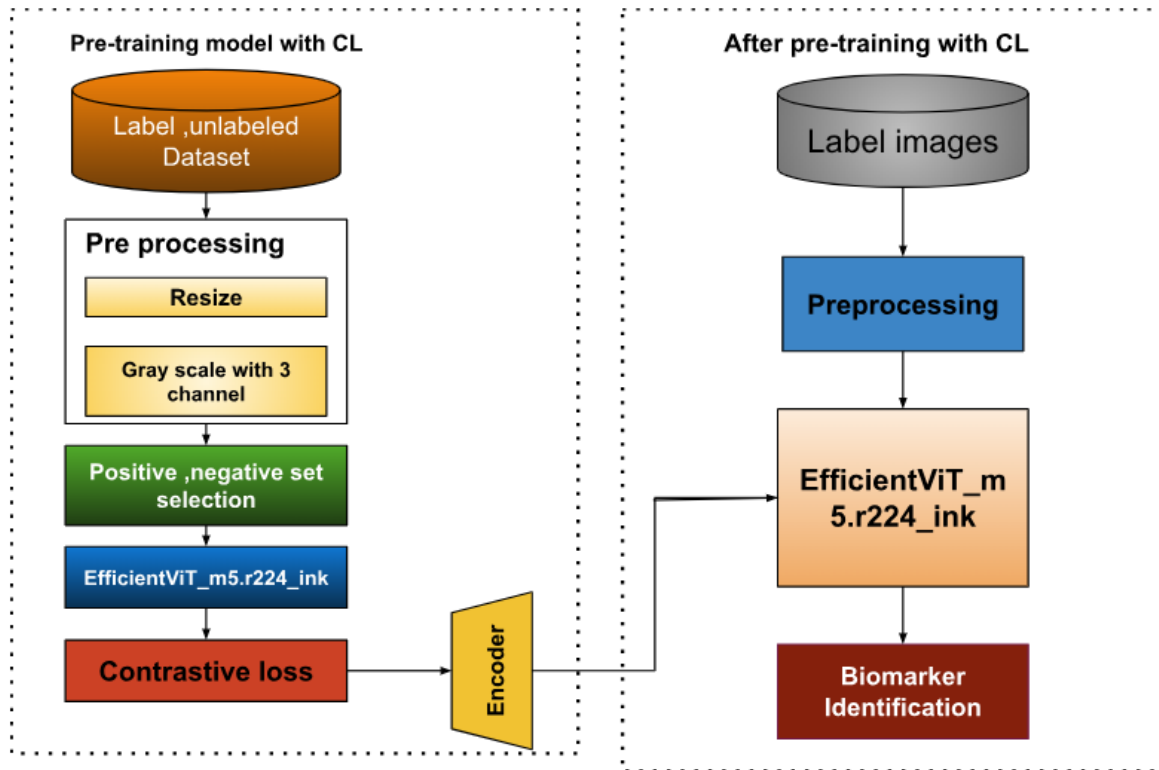 Pre-training model with CL
Label ,unlabeled
Dataset
Pre processing
Resize
Gray scale with 3
channel
Positive ,negative set
selection
EfficientViT_m5.r224_ink
Contrastive loss
Encoder
After pre-training with CL
Label images
Preprocessing
EfficientViT_m
5.r224_ink
Biomarker
Identification